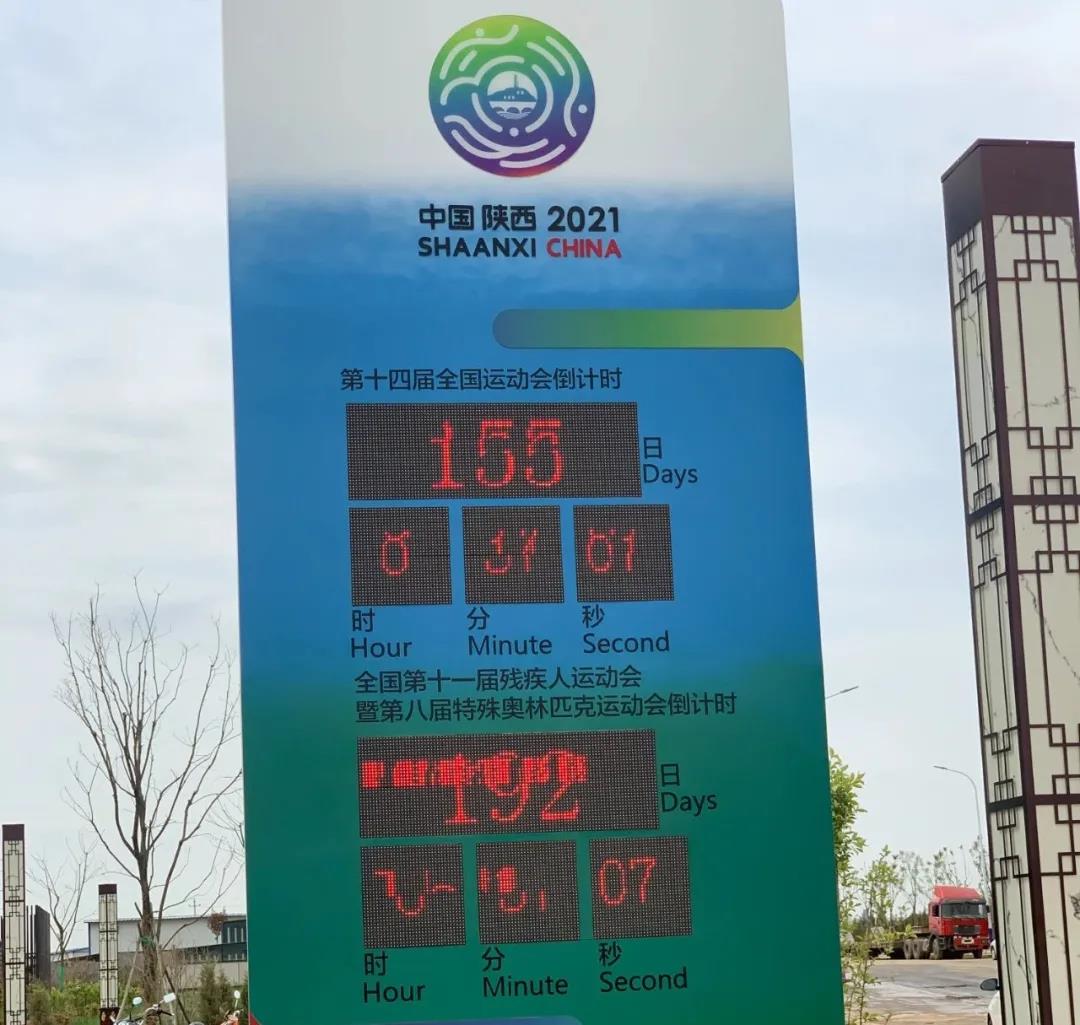 中国 陕西 2021
SHAANXI CHINA
第十四届全国运动会倒计时
155
日
Days
时
Hour
分
Minute
秒
Second
全国第十一届残疾人运动会
暨第八届特殊奥林匹克运动会倒计时
192
日
Days
07
时
Hour
分
Minute
秒
Second